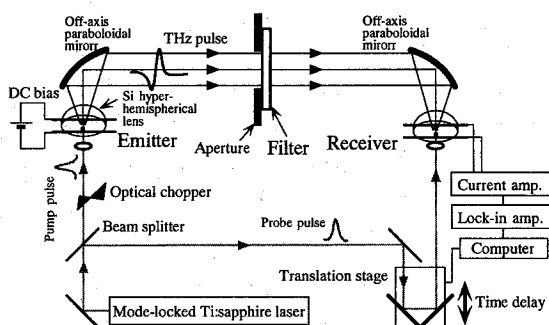 Off-axis
paraboloidal
mirorr
THz pulse
Off-axis
paraboloidal
mirorr
DC bias
Si hyper-
hemispherical
lens
Emitter
Aperture
Filter
Receiver
Pump pulse
Optical chopper
Current amp.
Lock-in amp.
Computer
Beam splitter
Probe pulse
Translation stage
Time delay
Mode-locked Ti:sapphire laser